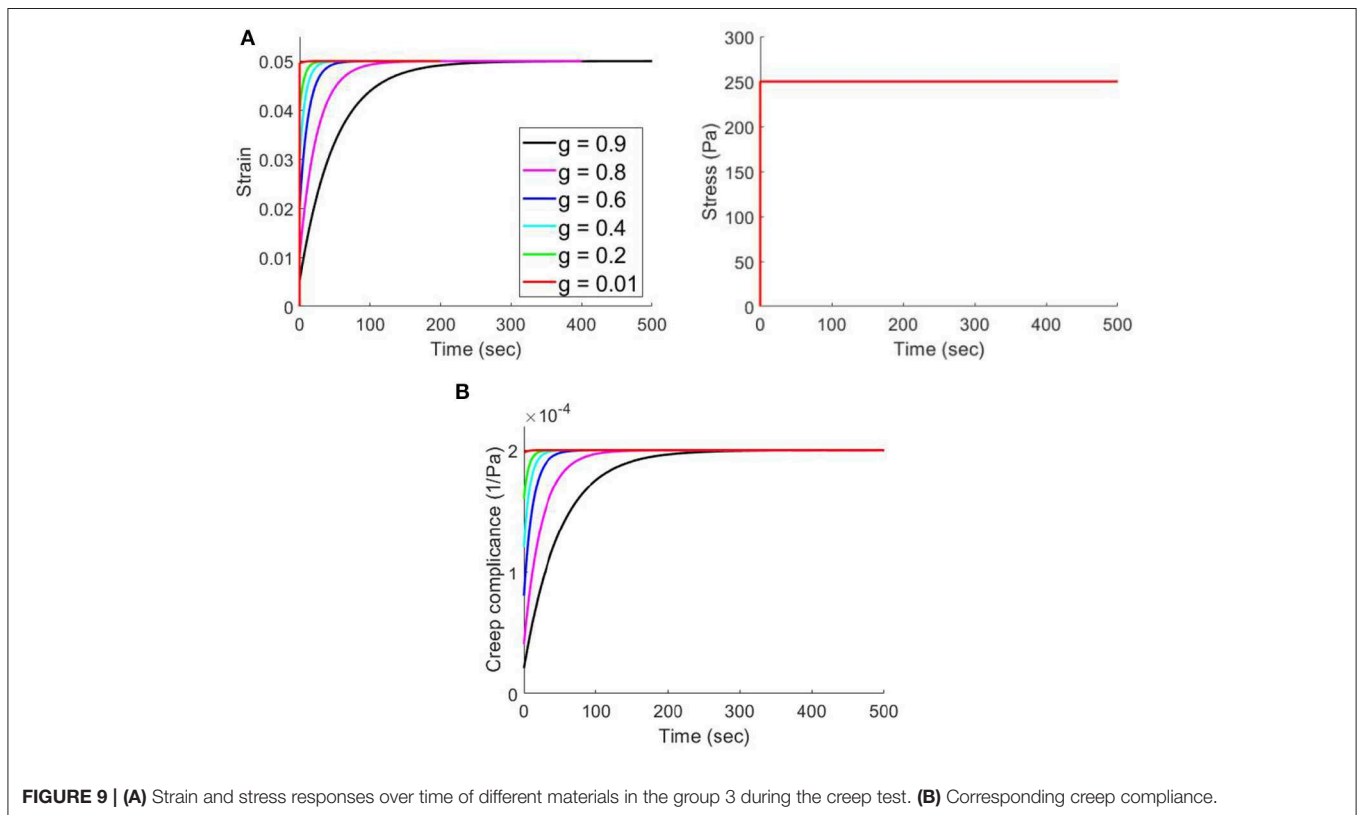 A
0.05
0.04
0.03
0.02
0.01
0
Strain
0 100 200 300 400 500
Time (sec)
g = 0.9
g = 0.8
g = 0.6
g = 0.4
g = 0.2
g = 0.01
300
250
200
150
100
50
0
Stress (Pa)
0 100 200 300 400 500
Time (sec)
B
×10⁻⁴
2
1
0
Creep complicance (1/Pa)
0 100 200 300 400 500
Time (sec)
FIGURE 9 | (A) Strain and stress responses over time of different materials in the group 3 during the creep test. (B) Corresponding creep compliance.